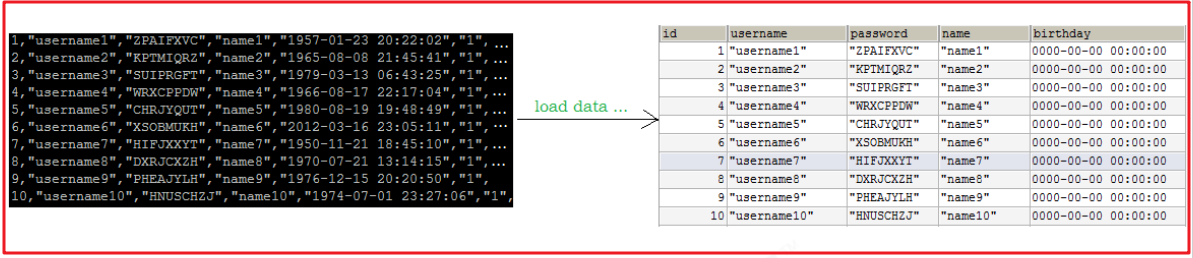 1,"username1","ZPAIFXVC","name1","1957-01-23 20:22:02","1", ...
2,"username2","KPTMIQRZ","name2","1965-08-08 21:45:41","1", ...
3,"username3","SUIPRGFT","name3","1979-03-13 06:43:25","1", ...
4,"username4","WRXCPPDW","name4","1966-08-17 22:17:04","1", ...
5,"username5","CHRJYQUT","name5","1980-08-19 19:48:49","1", ...
6,"username6","XSOBMUKH","name6","2012-03-16 23:05:11","1", ...
7,"username7","HIFJXXYT","name7","1950-11-21 18:45:10","1", ...
8,"username8","DXRJCXZH","name8","1970-07-21 13:14:15","1", ...
9,"username9","PHEAJYLH","name9","1976-12-15 20:20:50","1",
10,"username10","HNUSCHZJ","name10","1974-07-01 23:27:06","1",
load data ...
id username password name birthday
1 "username1" "ZPAIFXVC" "name1" 0000-00-00 00:00:00
2 "username2" "KPTMIQRZ" "name2" 0000-00-00 00:00:00
3 "username3" "SUIPRGFT" "name3" 0000-00-00 00:00:00
4 "username4" "WRXCPPDW" "name4" 0000-00-00 00:00:00
5 "username5" "CHRJYQUT" "name5" 0000-00-00 00:00:00
6 "username6" "XSOBMUKH" "name6" 0000-00-00 00:00:00
7 "username7" "HIFJXXYT" "name7" 0000-00-00 00:00:00
8 "username8" "DXRJCXZH" "name8" 0000-00-00 00:00:00
9 "username9" "PHEAJYLH" "name9" 0000-00-00 00:00:00
10 "username10" "HNUSCHZJ" "name10" 0000-00-00 00:00:00